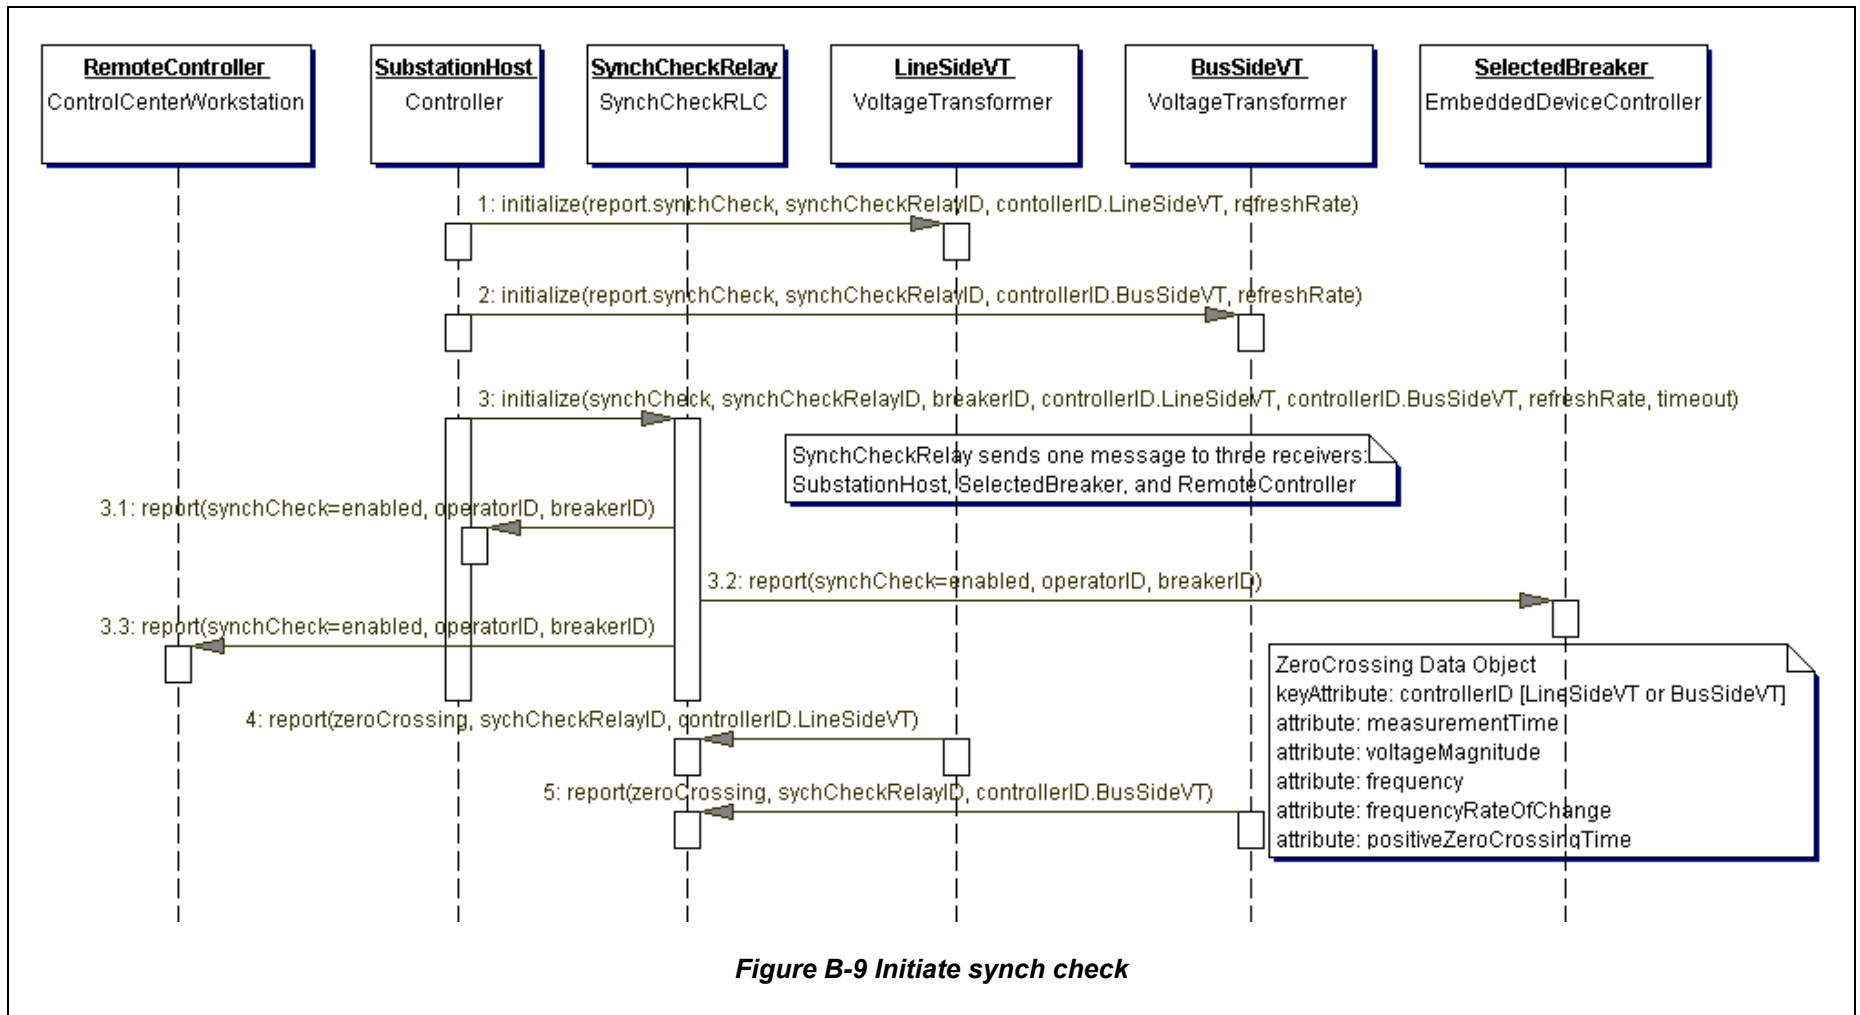 RemoteController
ControlCenterWorkstation
SubstationHost
Controller
SynchCheckRelay
SynchCheckRLC
LineSideVT
VoltageTransformer
BusSideVT
VoltageTransformer
SelectedBreaker
EmbeddedDeviceController
1: initialize(report.synchCheck, synchCheckRelayID, contollerID.LineSideVT, refreshRate)
2: initialize(report.synchCheck, synchCheckRelayID, controllerID.BusSideVT, refreshRate)
3: initialize(synchCheck, synchCheckRelayID, breakerID, controllerID.LineSideVT, controllerID.BusSideVT, refreshRate, timeout)
SynchCheckRelay sends one message to three receivers:
SubstationHost, SelectedBreaker, and RemoteController
3.1: report(synchCheck=enabled, operatorID, breakerID)
3.2: report(synchCheck=enabled, operatorID, breakerID)
3.3: report(synchCheck=enabled, operatorID, breakerID)
ZeroCrossing Data Object
keyAttribute: controllerID [LineSideVT or BusSideVT]
attribute: measurementTime
attribute: voltageMagnitude
attribute: frequency
attribute: frequencyRateOfChange
attribute: positiveZeroCrossingTime
4: report(zeroCrossing, sychCheckRelayID, controllerID.LineSideVT)
5: report(zeroCrossing, sychCheckRelayID, controllerID.BusSideVT)
Figure B-9 Initiate synch check